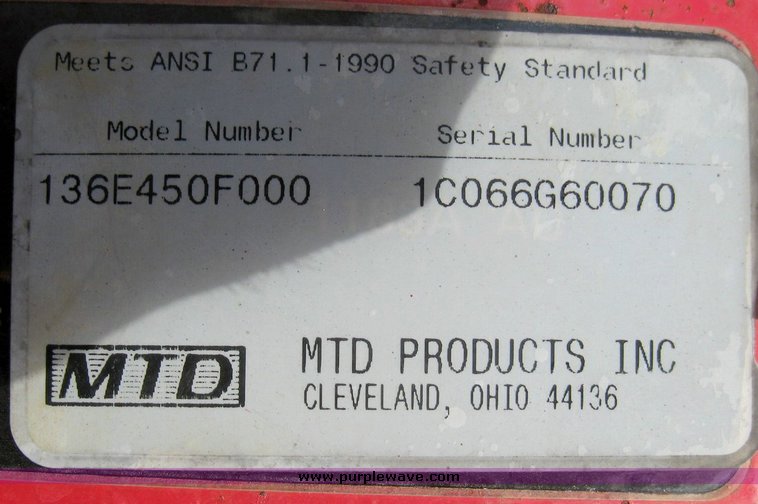 Meets ANSI B71.1-1990 Safety Standard
Model Number Serial Number
136E450F000 1C066G60070
MTD MTD PRODUCTS INC
CLEVELAND, OHIO 44136
www.purplewave.com